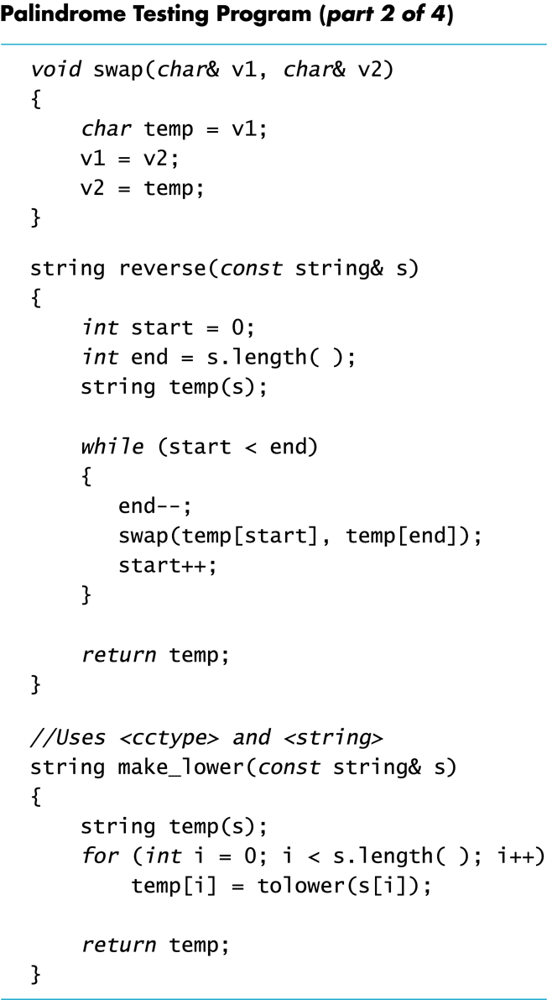 Palindrome Testing Program (part 2 of 4)
void swap(char& v1, char& v2)
{
    char temp = v1;
    v1 = v2;
    v2 = temp;
}

string reverse(const string& s)
{
    int start = 0;
    int end = s.length( );
    string temp(s);

    while (start < end)
    {
       end--;
       swap(temp[start], temp[end]);
       start++;
    }

    return temp;
}

//Uses <cctype> and <string>
string make_lower(const string& s)
{
    string temp(s);
    for (int i = 0; i < s.length( ); i++)
        temp[i] = tolower(s[i]);

    return temp;
}